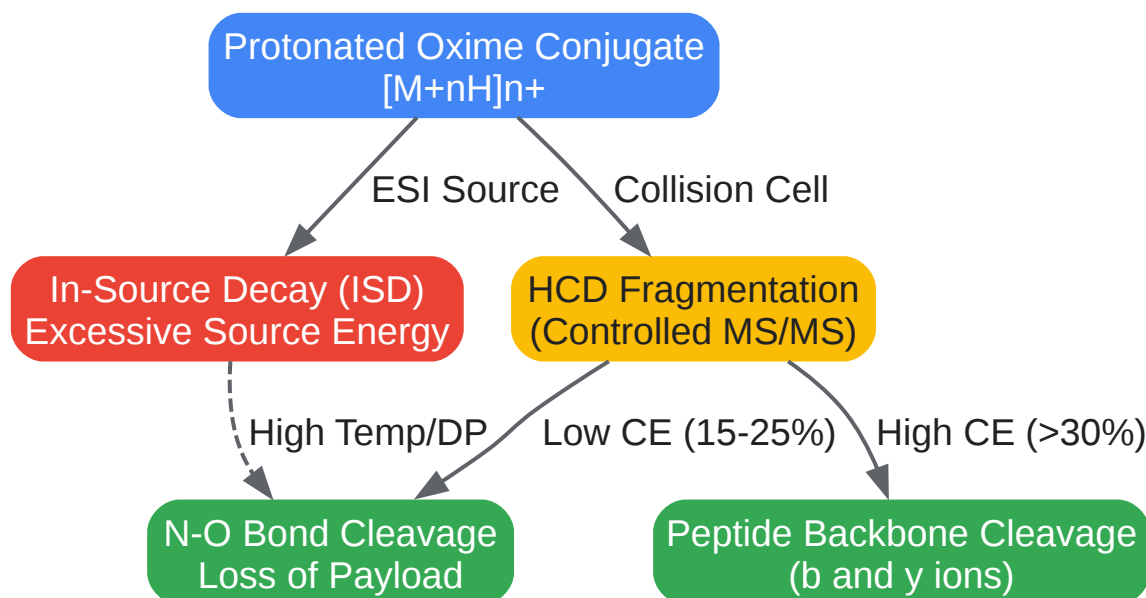 Protonated Oxime Conjugate
[M+nH]n+
ESI Source
Collision Cell
In-Source Decay (ISD)
Excessive Source Energy
HCD Fragmentation
(Controlled MS/MS)
High Temp/DP
Low CE (15-25%)
High CE (>30%)
N-O Bond Cleavage
Loss of Payload
Peptide Backbone Cleavage
(b and y ions)